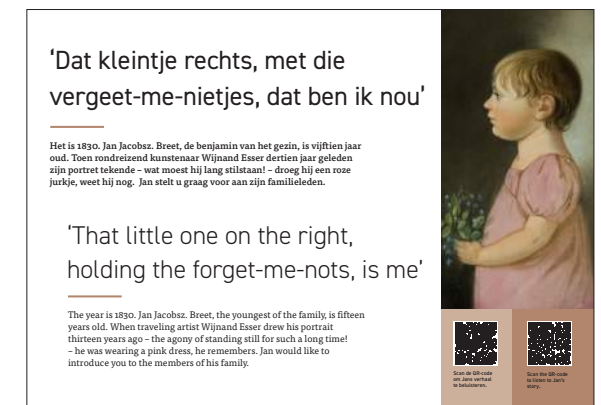 ‘Dat kleintje rechts, met die
vergeet-me-nietjes, dat ben ik nou’
Het is 1830. Jan Jacobsz. Breet, de benjamin van het gezin, is vijftien jaar
oud. Toen rondreizend kunstenaar Wijnand Esser dertien jaar geleden
zijn portret tekende – wat moest hij lang stilstaan! – droeg hij een roze
jurkje, weet hij nog. Jan stelt u graag voor aan zijn familieleden.
‘That little one on the right,
holding the forget-me-nots, is me’
The year is 1830. Jan Jacobsz. Breet, the youngest of the family, is fifteen
years old. When traveling artist Wijnand Esser drew his portrait
thirteen years ago – the agony of standing still for such a long time!
– he was wearing a pink dress, he remembers. Jan would like to
introduce you to the members of his family.
Scan de QR-code
om Jans verhaal
te beluisteren.
Scan the QR-code
to listen to Jan's
story.